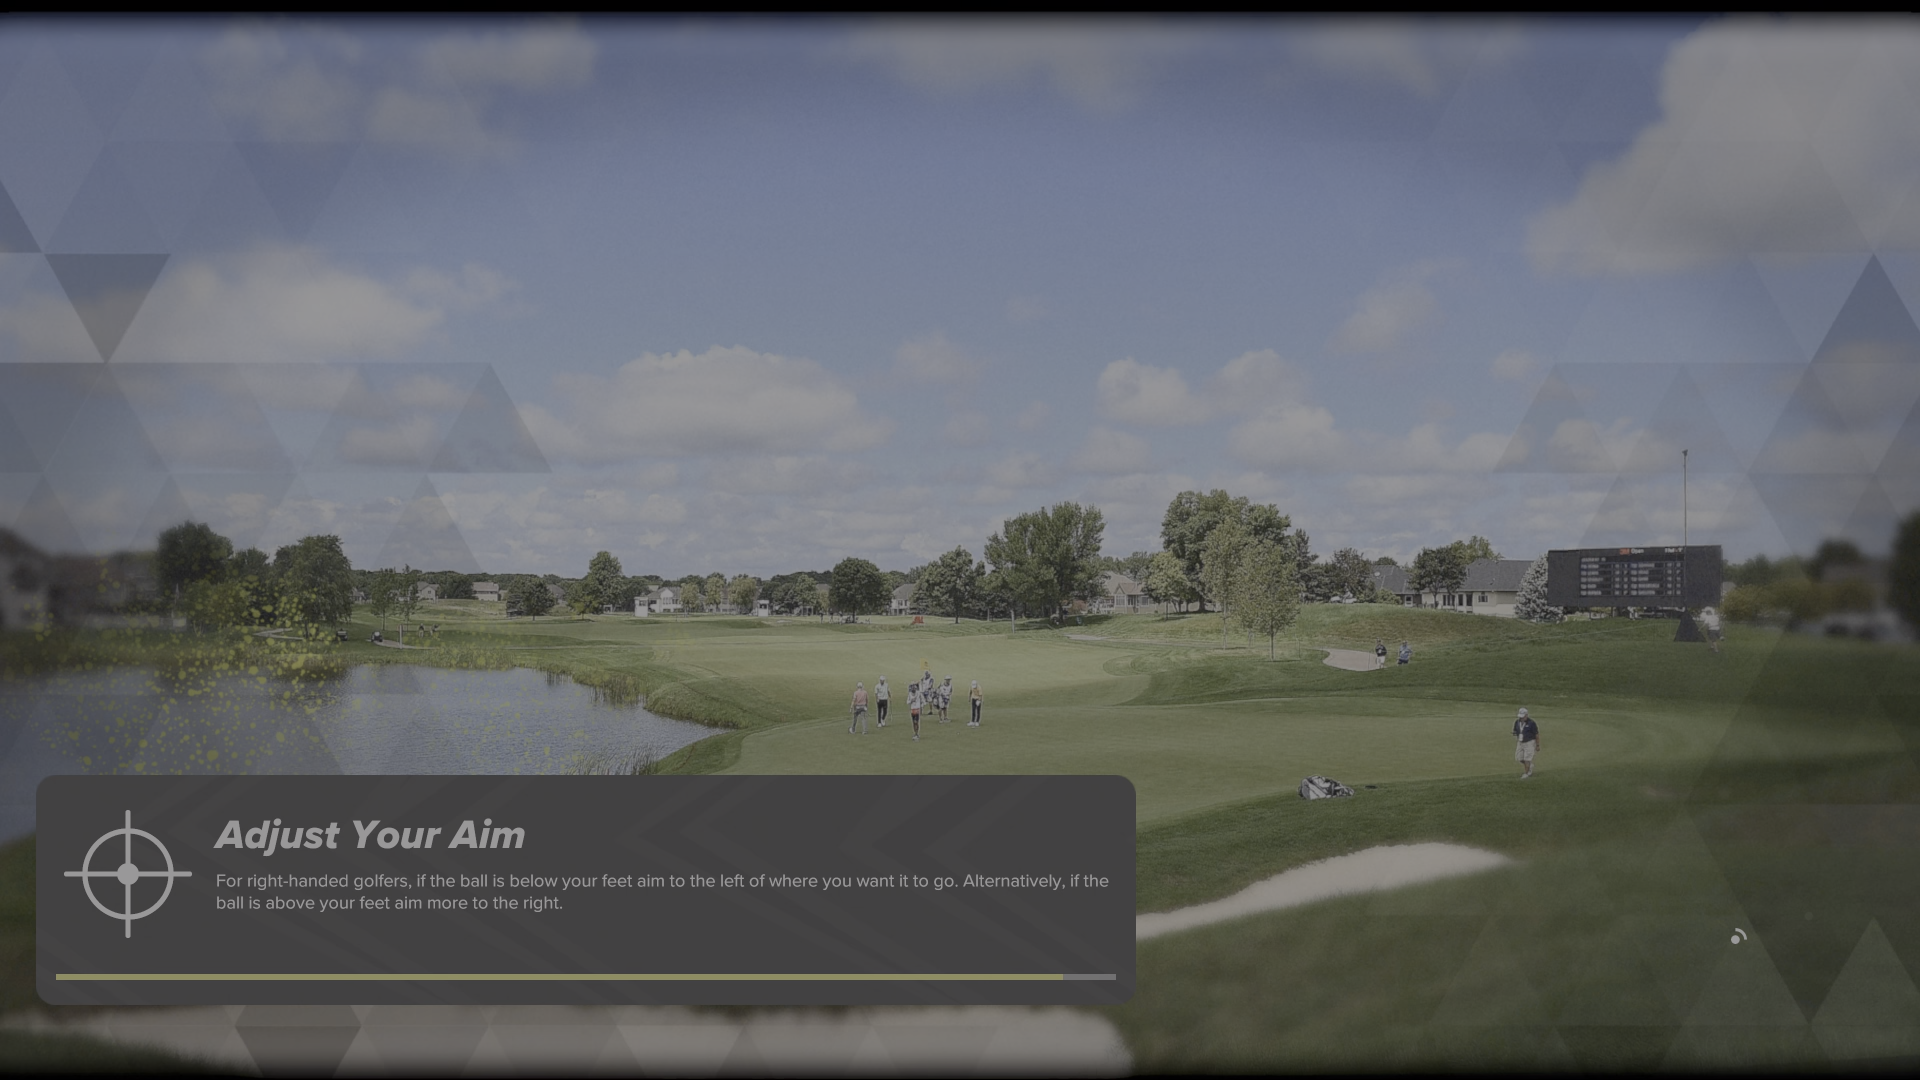 3M Open
Adjust Your Aim
For right-handed golfers, if the ball is below your feet aim to the left of where you want it to go. Alternatively, if the
ball is above your feet aim more to the right.